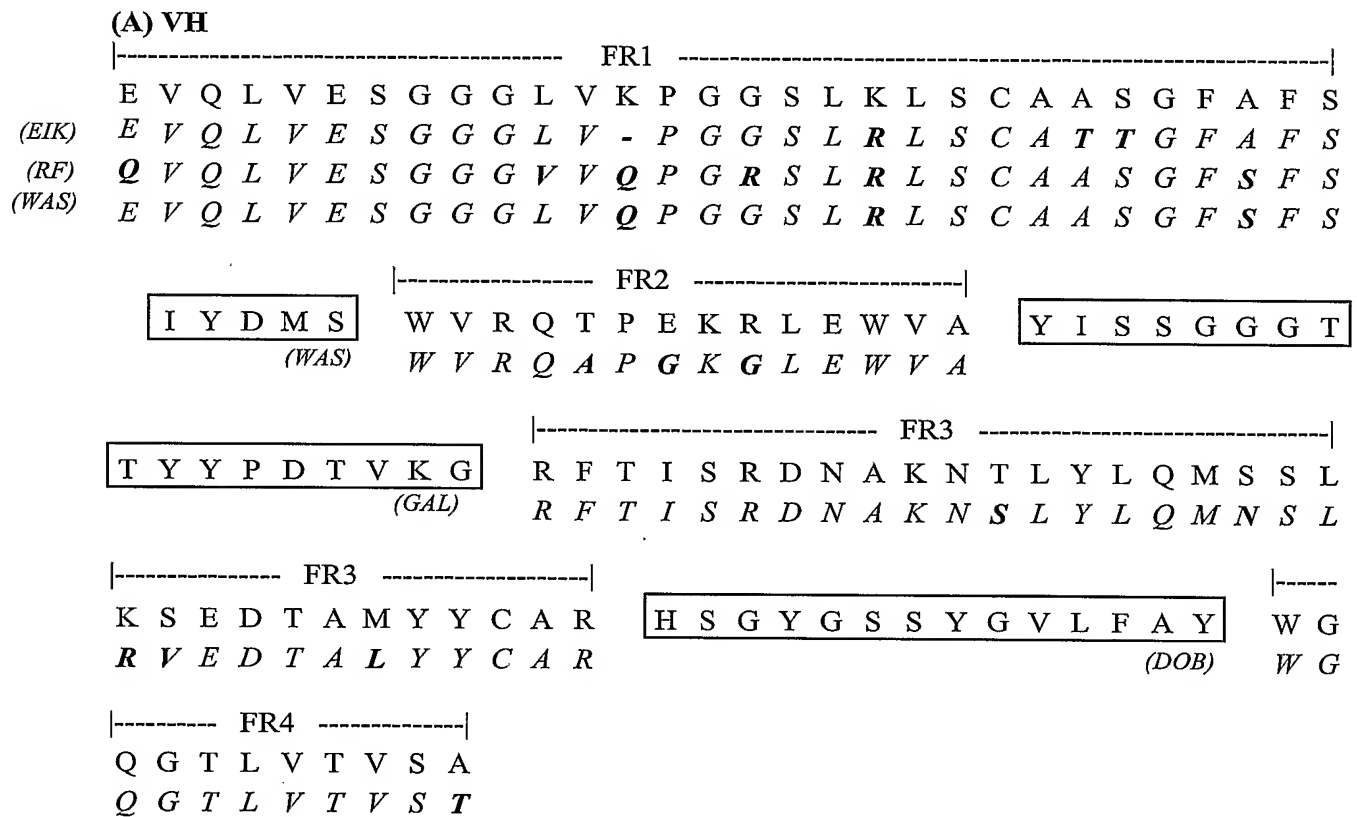 (A) VH
|---------------------------------- FR1 ----------------------------------------------|
E V Q L V E S G G G L V K P G G S L K L S C A A S G F A F S
(EIK) E V Q L V E S G G G L V - P G G S L R L S C A T T G F A F S
(RF) Q V Q L V E S G G G V V Q P G R S L R L S C A A S G F S F S
(WAS) E V Q L V E S G G G L V Q P G G S L R L S C A A S G F S F S
|--------------- FR2 --------------------|
I Y D M S W V R Q T P E K R L E W V A Y I S S G G G T
(WAS) W V R Q A P G K G L E W V A
|-------------------------- FR3 --------------------------|
T Y Y P D T V K G R F T I S R D N A K N T L Y L Q M S S L
(GAL) R F T I S R D N A K N S L Y L Q M N S L
|------------- FR3 ----------------| |------
K S E D T A M Y Y C A R H S G Y G S S Y G V L F A Y W G
R V E D T A L Y Y C A R (DOB) W G
|--------- FR4 -------------|
Q G T L V T V S A
Q G T L V T V S T